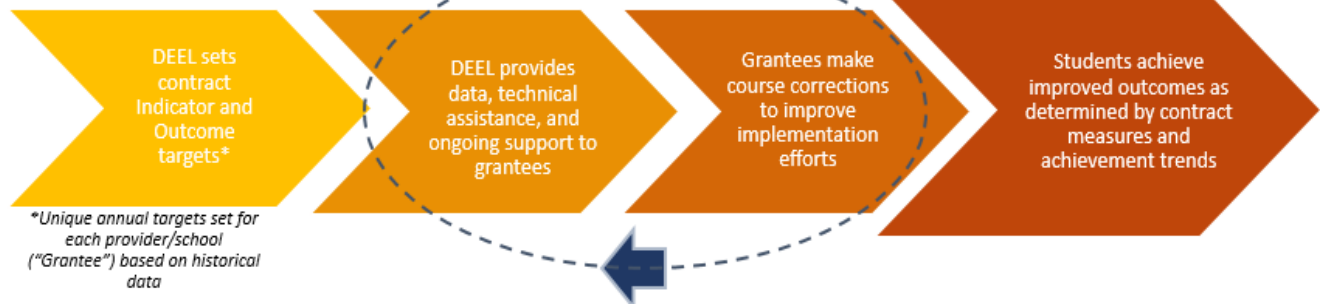 DEEL sets
contract
Indicator and
Outcome
targets*
*Unique annual targets set for
each provider/school
("Grantee") based on historical
data
DEEL provides
data, technical
assistance, and
ongoing support to
grantees
Grantees make
course corrections
to improve
implementation
efforts
Students achieve
improved outcomes as
determined by contract
measures and
achievement trends